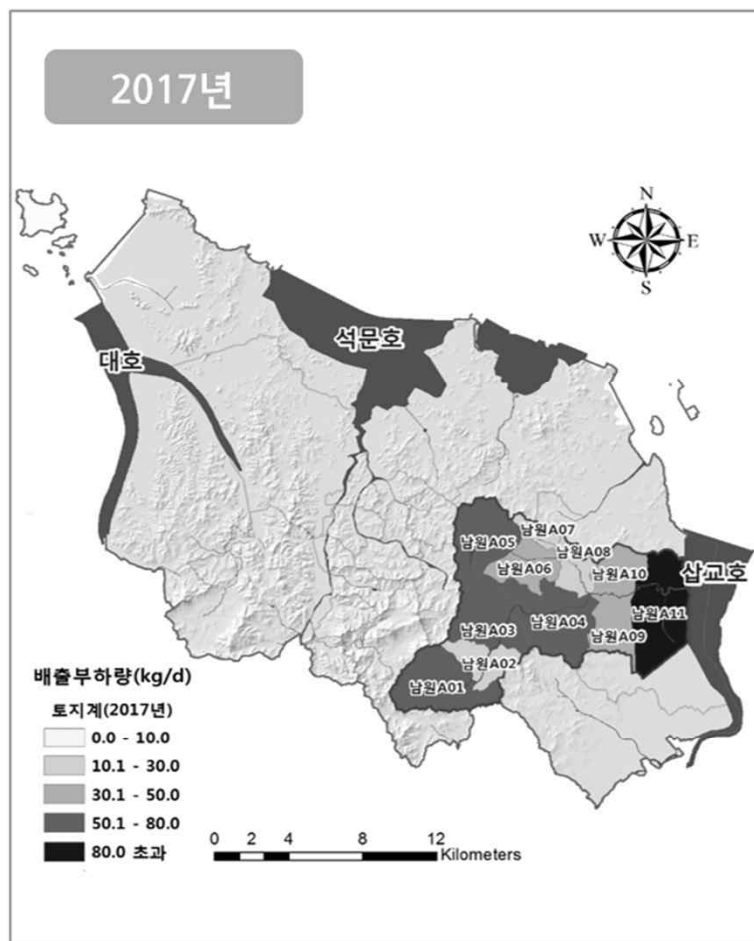 2017년
N
W
E
S
대호
석문호
남원A07
남원A05
남원A08
남원A06
남원A10
삽교호
남원A11
남원A03
남원A04
남원A09
남원A02
남원A01
배출부하량(kg/d)
토지계(2017년)
0.0 - 10.0
10.1 - 30.0
30.1 - 50.0
50.1 - 80.0
80.0 초과
0 2 4 8 12
Kilometers